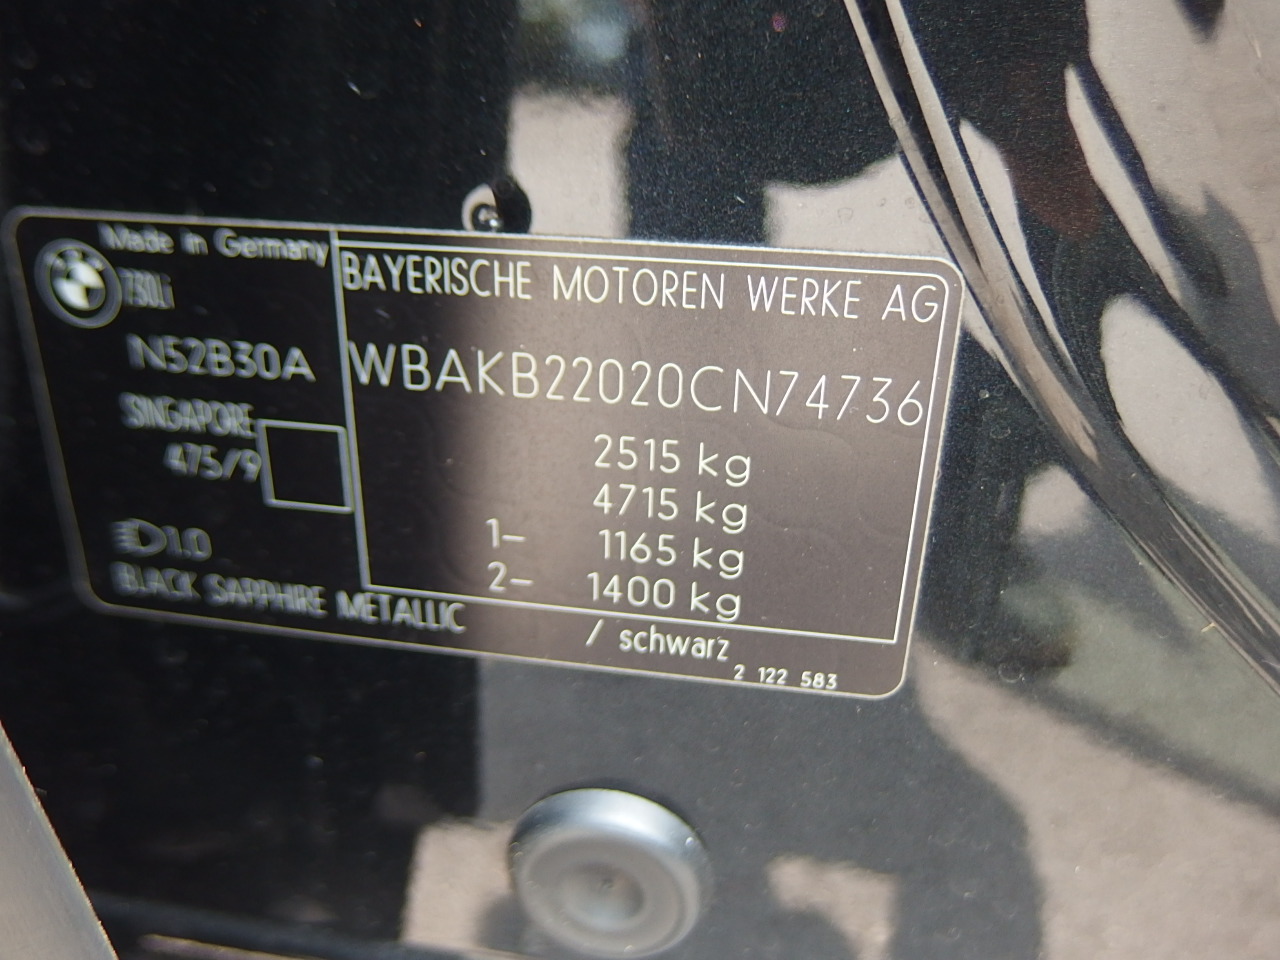 Made in Germany
730Li
N52B30A
SINGAPORE
475/9
1.0
BLACK SAPPHIRE METALLIC
BAYERISCHE MOTOREN WERKE AG
WBAKB22020CN74736
2515 kg
4715 kg
1- 1165 kg
2- 1400 kg
/ schwarz
2 122 583